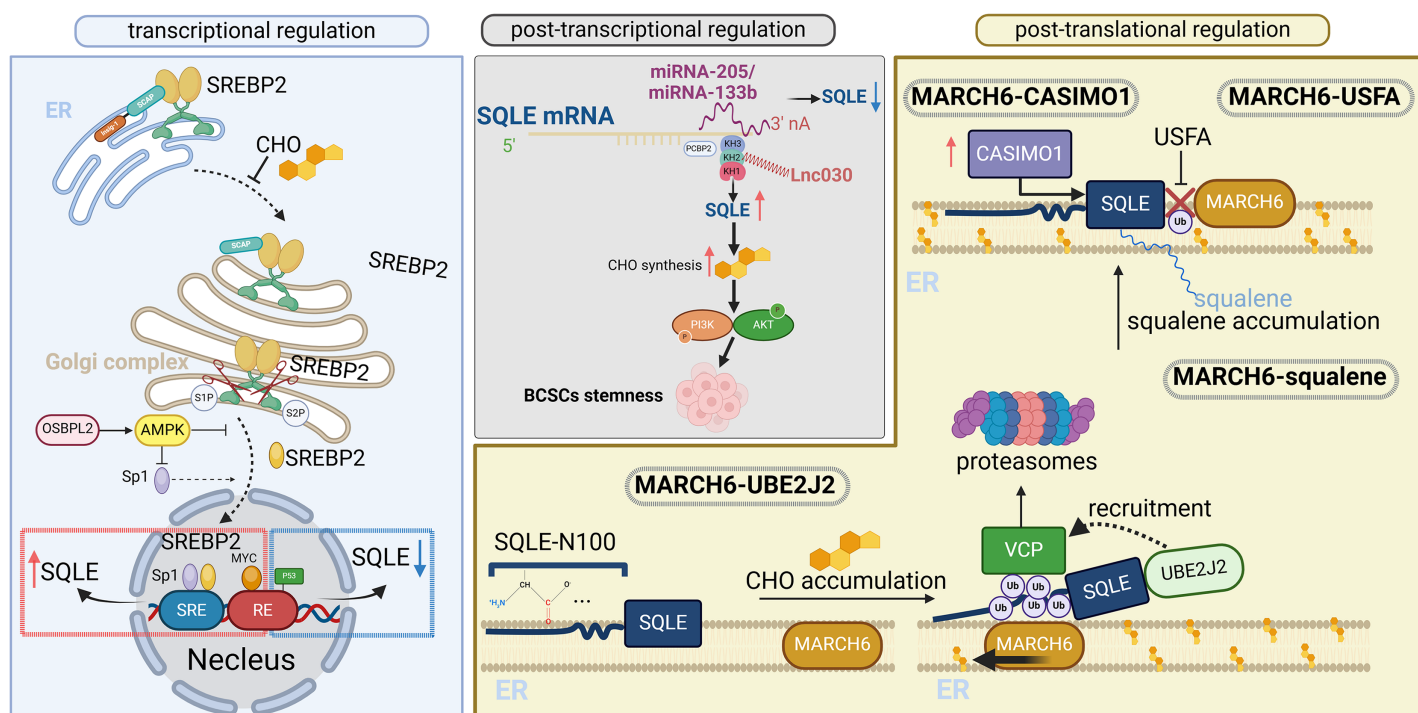 transcriptional regulation
ER
SREBP2
SCAP
Insig-1
CHO
SCAP
SREBP2
Golgi complex
SREBP2
S1P
S2P
OSBPL2
AMPK
SREBP2
Sp1
SREBP2
MYC
SQLE
Sp1
P53
SQLE
SRE
RE
Necleus
post-transcriptional regulation
miRNA-205/
miRNA-133b
SQLE
SQLE mRNA
3' nA
5'
PCBP2
KH3
KH2
KH1
Lnc030
SQLE
CHO synthesis
PI3K
AKT
P
P
BCSCs stemness
post-translational regulation
MARCH6-CASIMO1
MARCH6-USFA
CASIMO1
USFA
SQLE
MARCH6
Ub
ER
squalene
squalene accumulation
MARCH6-squalene
proteasomes
MARCH6-UBE2J2
recruitment
SQLE-N100
CHO accumulation
VCP
UBE2J2
SQLE
Ub
Ub
Ub
Ub
Ub
CH
O-
+H3N
C
O
...
SQLE
MARCH6
MARCH6
ER
ER